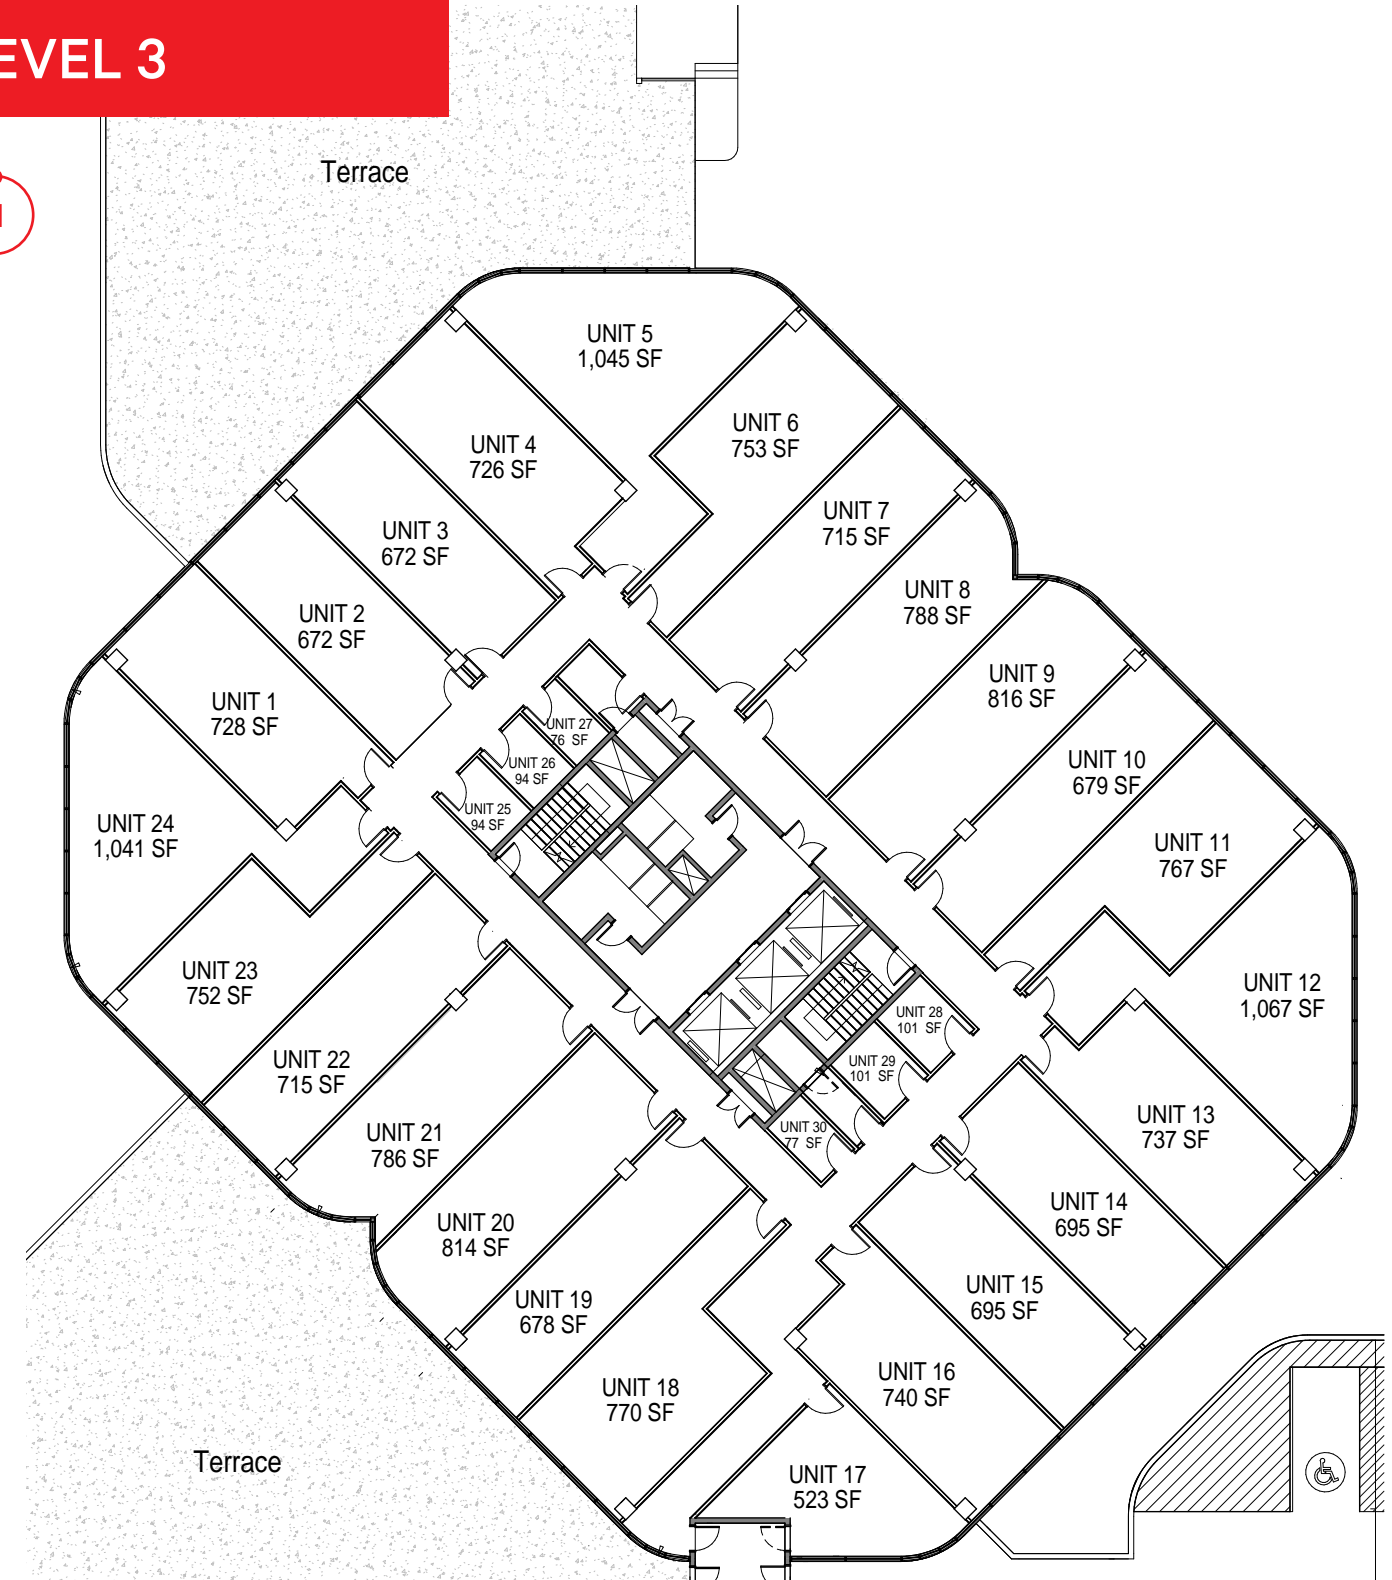 EVEL 3
Terrace
UNIT 5
1,045 SF
UNIT 6
753 SF
UNIT 4
726 SF
UNIT 7
715 SF
UNIT 3
672 SF
UNIT 8
788 SF
UNIT 2
672 SF
UNIT 9
816 SF
UNIT 1
728 SF
UNIT 27
76 SF
UNIT 26
94 SF
UNIT 10
679 SF
UNIT 25
94 SF
UNIT 24
1,041 SF
UNIT 11
767 SF
UNIT 23
752 SF
UNIT 12
1,067 SF
UNIT 28
101 SF
UNIT 22
715 SF
UNIT 29
101 SF
UNIT 13
737 SF
UNIT 21
786 SF
UNIT 30
77 SF
UNIT 14
695 SF
UNIT 20
814 SF
UNIT 15
695 SF
UNIT 19
678 SF
UNIT 16
740 SF
UNIT 18
770 SF
Terrace
UNIT 17
523 SF